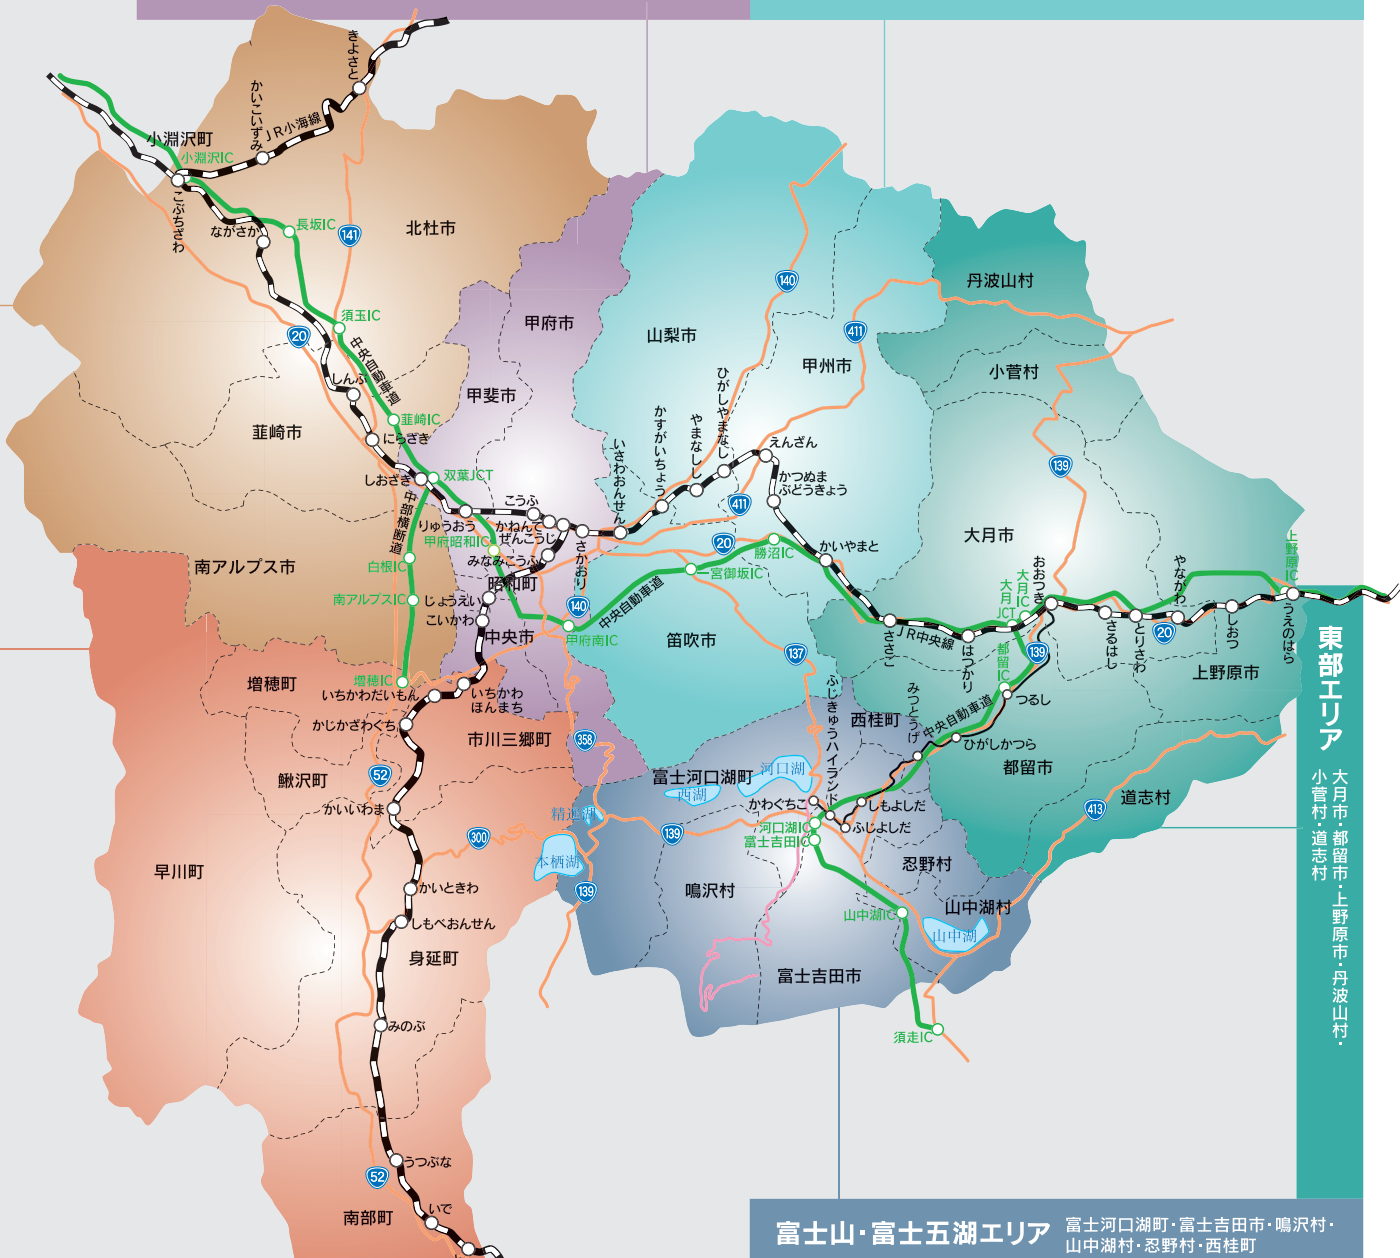 きよさと
かいこいずみ
JR小海線
小淵沢町
小淵沢IC
こぶちざわ
ながさか
長坂IC
141
北杜市
140
丹波山村
須玉IC
甲府市
山梨市
411
20
中央自動車道
甲州市
小菅村
しんぷ
甲斐市
ひがしやまなし
韮崎IC
かすがいちょう
やまなしし
韮崎市
にらざき
いさわおんせん
えんざん
139
しおざき
双葉JCT
かつぬま
ぶどうきょう
中部横断道
こうふ
411
りゅうおう
かねんて
ぜんこうじ
甲府昭和IC
20
勝沼IC
かいやまと
大月市
上野原IC
みなみこうふ
さかおり
白根IC
南アルプス市
昭和町
宮御坂IC
おおつき
やながわ
大月IC
大月JCT
南アルプスIC
じょうえい
140
中央自動車道
こいかわ
中央市
甲府南IC
笛吹市
ささご
JR中央線
はつかり
さるはし
とりさわ
20
しおつ
うえのはら
137
都留IC
139
上野原市
増穂町
増穂IC
いちかわだいもん
いちかわ
ほんまち
ふじきゅうハイランド
みつとうげ
つるし
かじかざわぐち
西桂町
中央自動車道
市川三郷町
358
ひがしかつら
52
鰍沢町
富士河口湖町
河口湖
都留市
西湖
道志村
かいいわま
かわぐちこ
しもよしだ
413
精進湖
300
139
河口湖IC
ふじよしだ
富士吉田IC
早川町
本栖湖
忍野村
かいときわ
139
鳴沢村
山中湖村
しもべおんせん
山中湖IC
山中湖
身延町
富士吉田市
みのぶ
須走IC
うつぶな
52
いで
南部町
東部エリア
大月市・都留市・上野原市・丹波山村・
小菅村・道志村
富士山・富士五湖エリア
富士河口湖町・富士吉田市・鳴沢村・
山中湖村・忍野村・西桂町